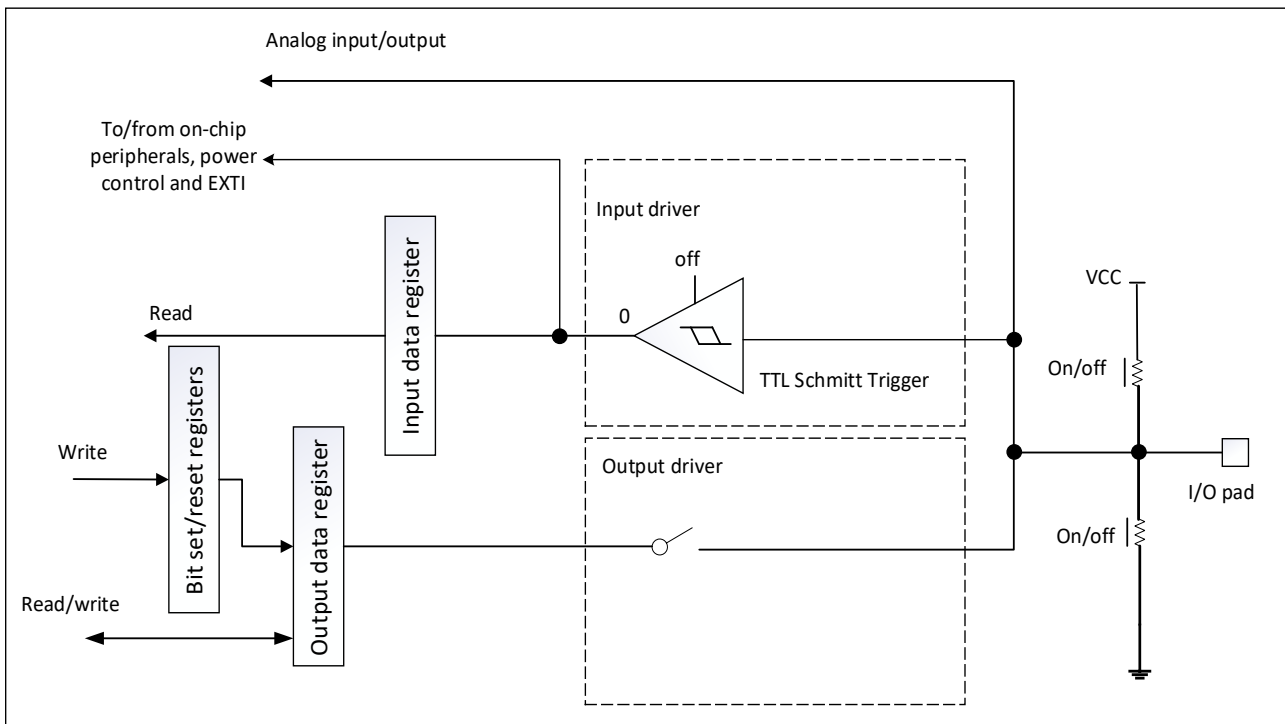 Analog input/output
To/from on-chip
peripherals, power
control and EXTI
Input driver
off
0
TTL Schmitt Trigger
Input data register
Read
VCC
On/off
Bit set/reset registers
Write
Output data register
Output driver
I/O pad
On/off
Read/write